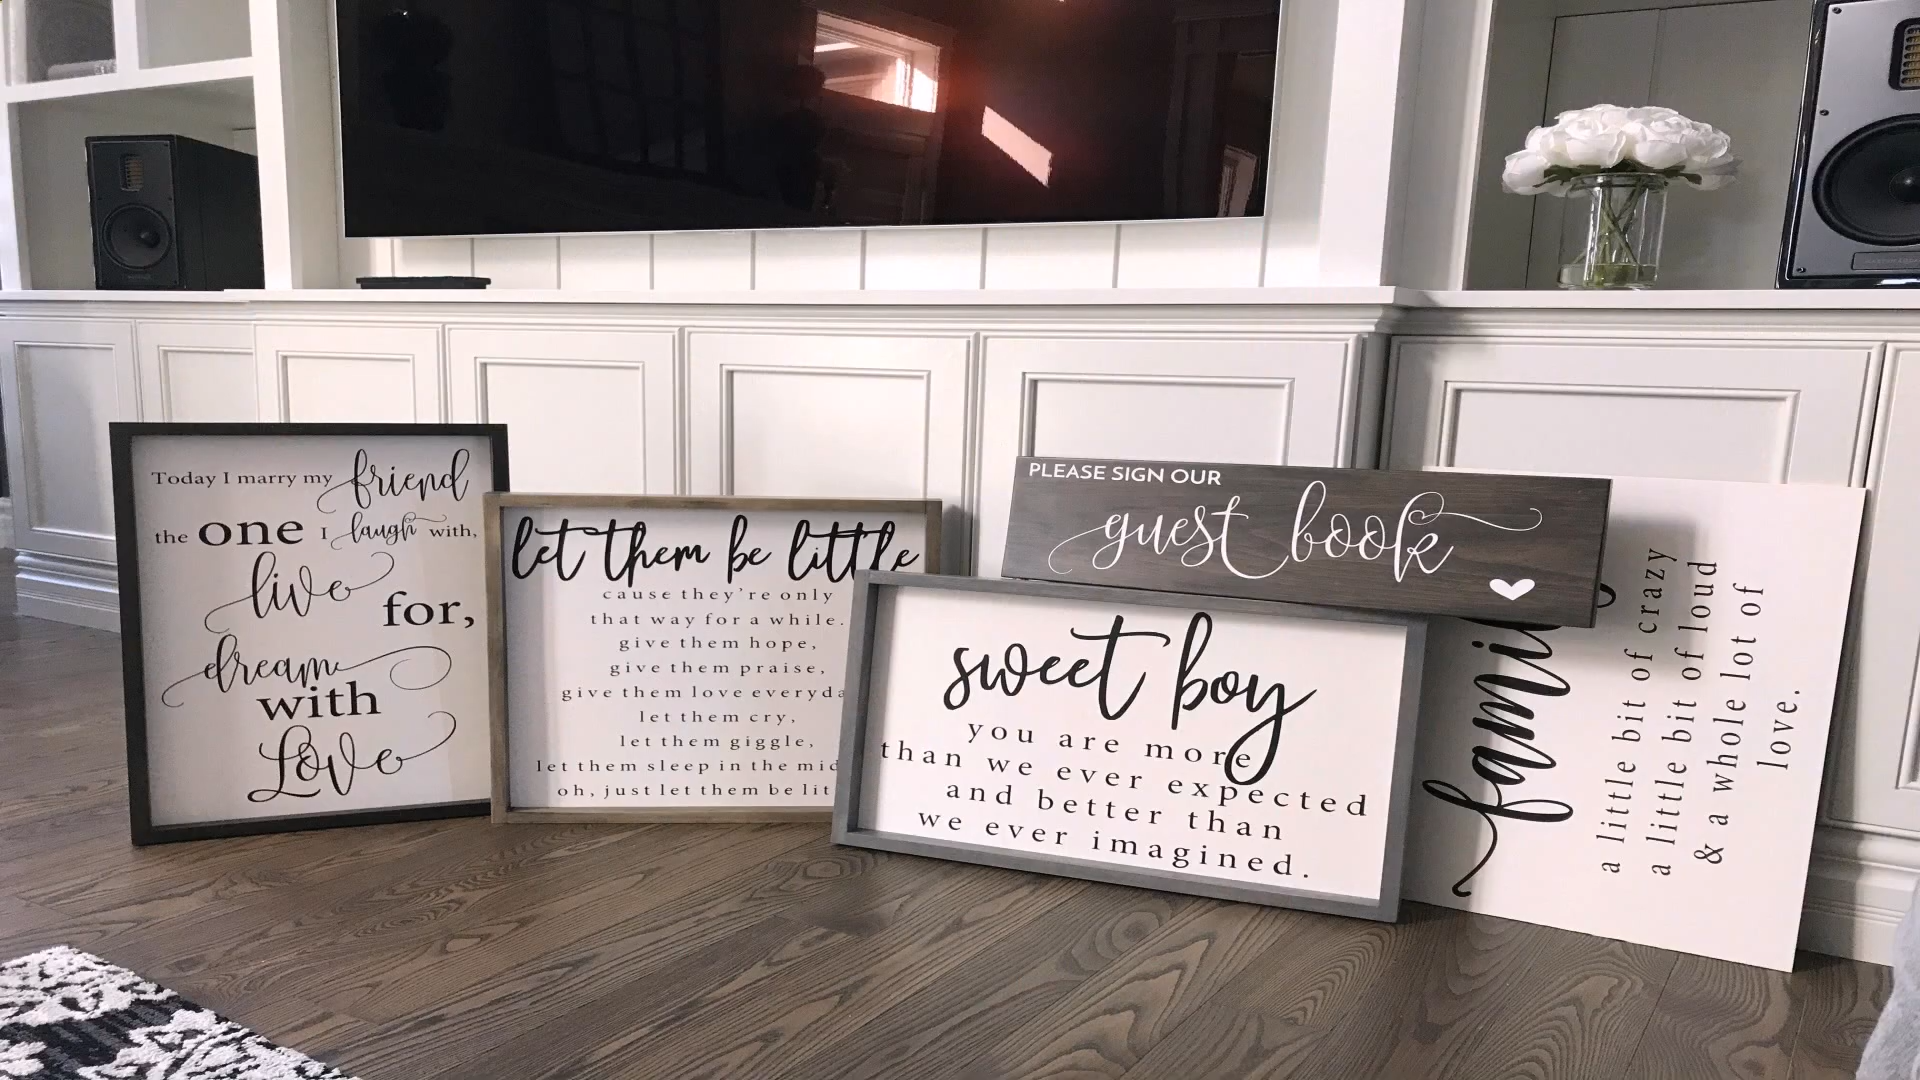 Today I marry my friend
the one I laugh with,
live
for,
dream
with
Love
let them be little
cause they're only
that way for a while.
give them hope,
give them praise,
give them love
let them cry,
let them giggle,
let them sleep in the
oh, just let them be
PLEASE SIGN OUR
guest book
sweet boy
you are more
than we ever expected
and better than
we ever imagined.
a little bit of crazy
a little bit of loud
& a whole lot of
love.